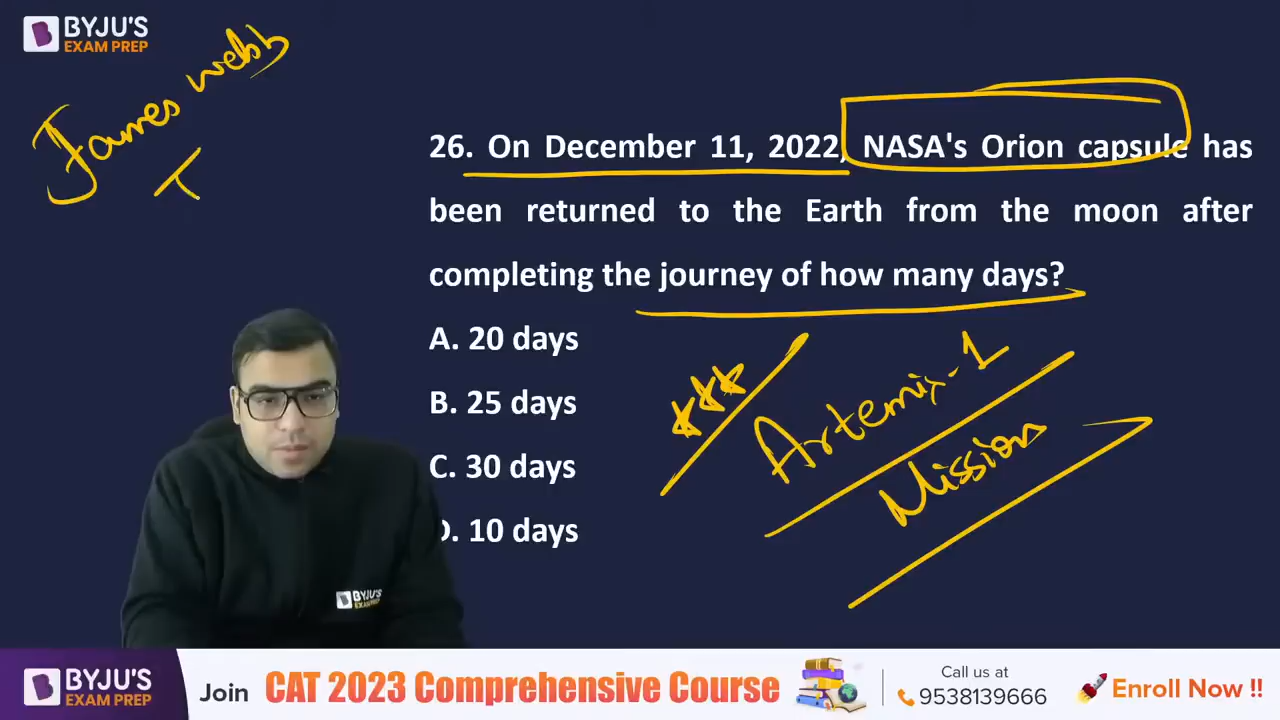 BYJU'S
EXAM PREP
James webb
T
26. On December 11, 2022, NASA's Orion capsule has
been returned to the Earth from the moon after
completing the journey of how many days?
A. 20 days
B. 25 days
C. 30 days
D. 10 days
Artemix-1
Mission
BYJU'S
EXAM PREP
BYJU'S
EXAM PREP
Join CAT 2023 Comprehensive Course
Call us at
9538139666
Enroll Now !!